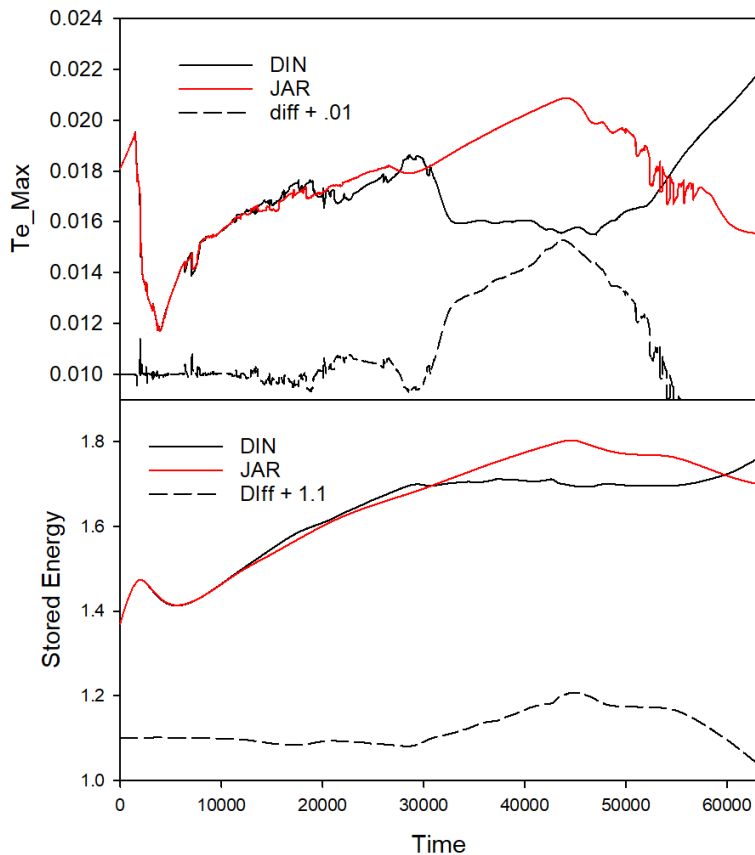 0.024
DIN
0.022
JAR
diff + .01
0.020
0.018
Te_Max
0.016
0.014
0.012
0.010
DIN
1.8
JAR
DIff + 1.1
1.6
Stored Energy
1.4
1.2
1.0
0 10000 20000 30000 40000 50000 60000
Time